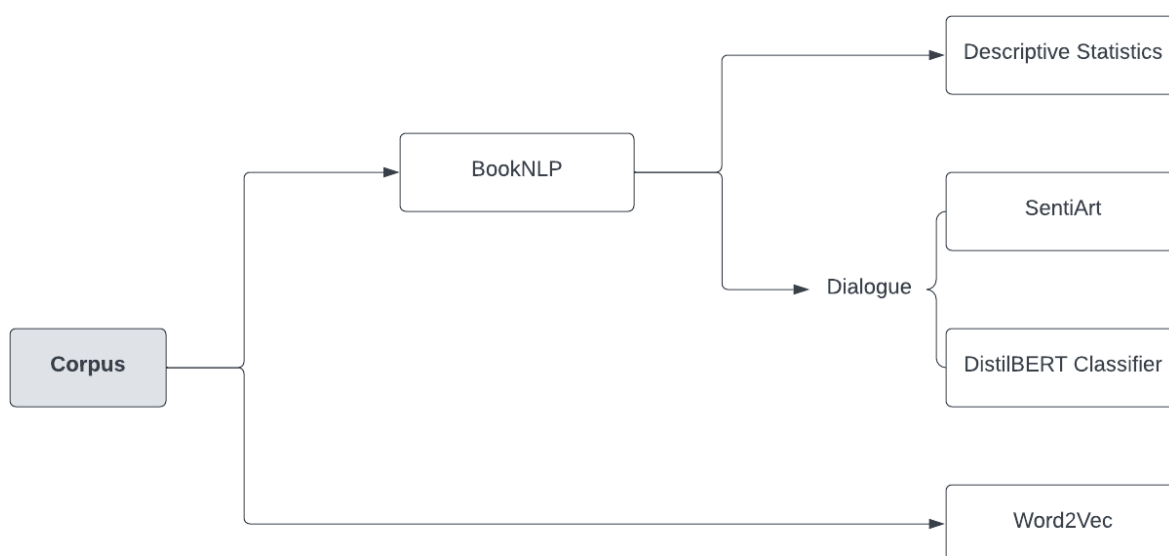 Descriptive Statistics
BookNLP
SentiArt
Dialogue
Corpus
DistilBERT Classifier
Word2Vec